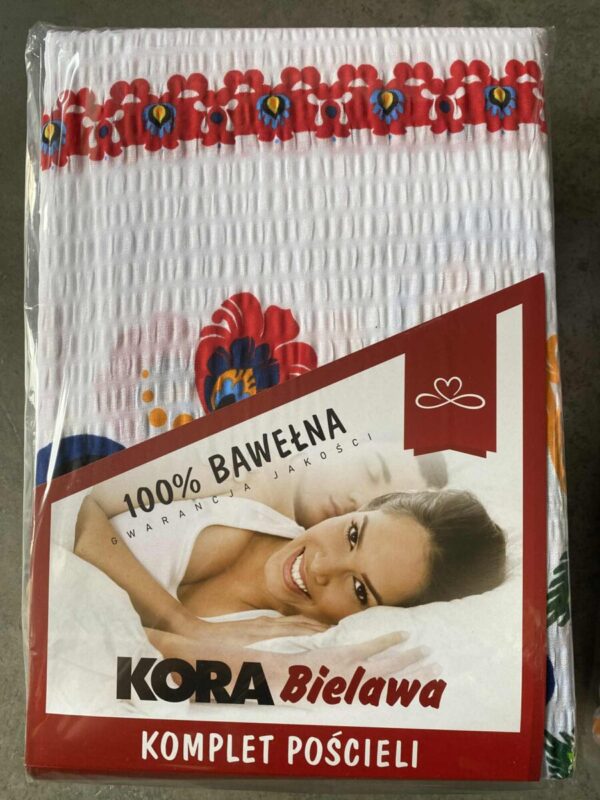 100% BAWEŁNA
GWARANCJA JAKOŚCI
KORA Bielawa
KOMPLET POŚCIELI